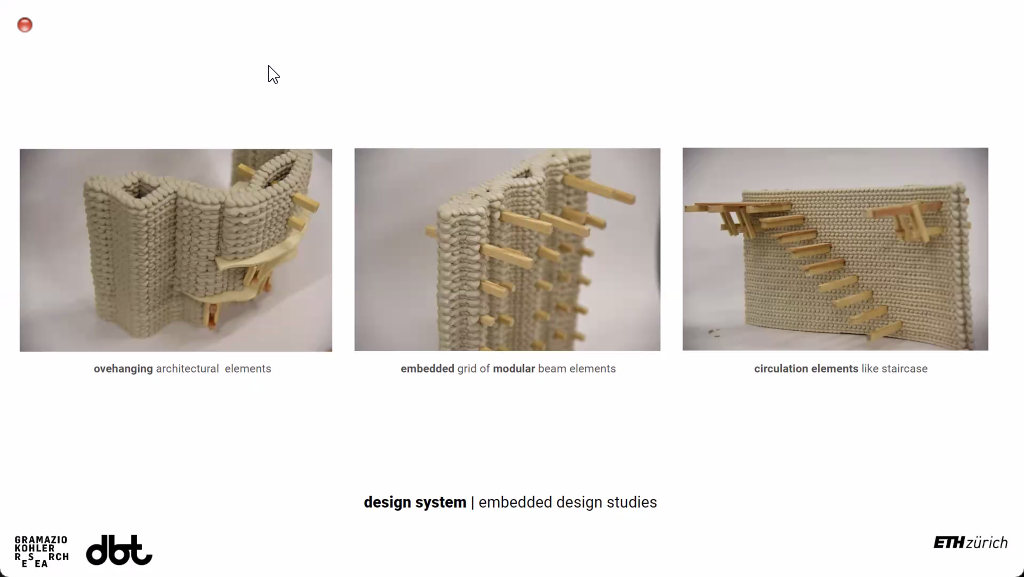 ovehanging architectural elements
embedded grid of modular beam elements
circulation elements like staircase
design system | embedded design studies
GRAMAZIO
KOHLER
RESEARCH
dbt
ETH zürich